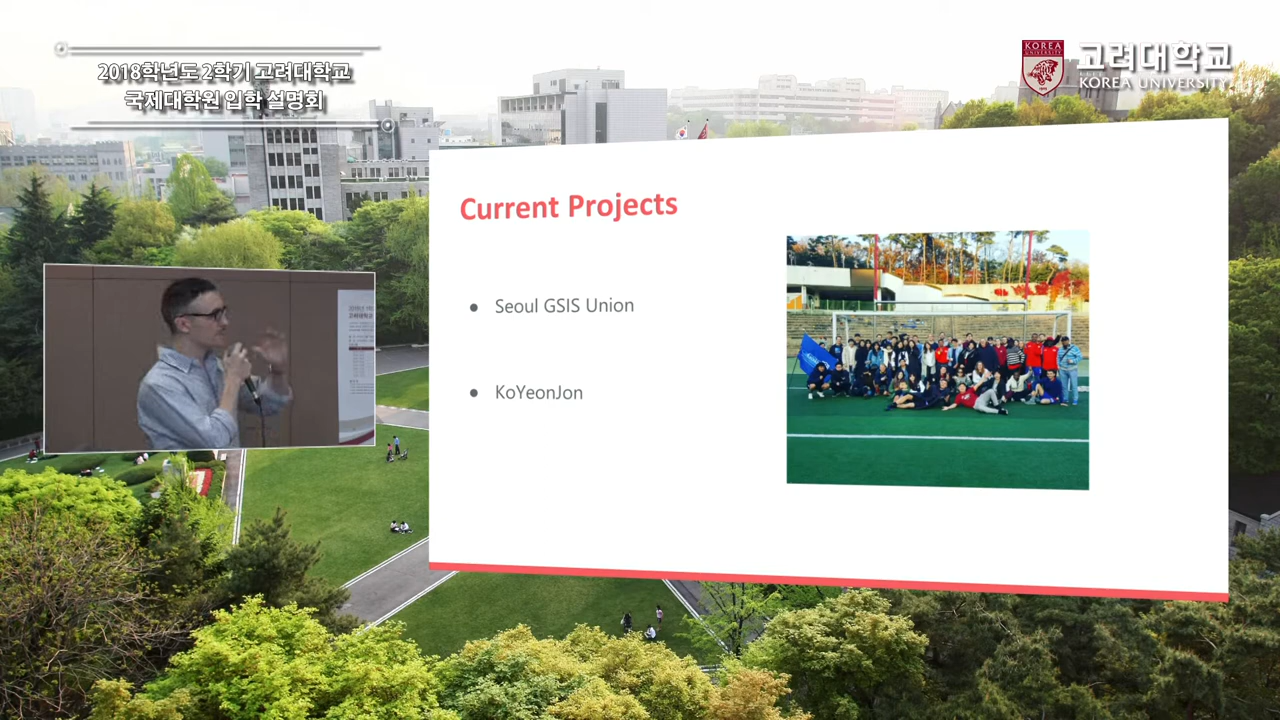 2018학년도 2학기 고려대학교
국제대학원 입학 설명회
KOREA
UNIVERSITY
1905
고려대학교
KOREA UNIVERSITY
Current Projects
● Seoul GSIS Union
● KoYeonJon